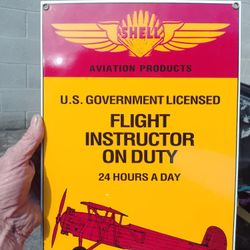 SHELL
AVIATION PRODUCTS
U.S. GOVERNMENT LICENSED
FLIGHT
INSTRUCTOR
ON DUTY
24 HOURS A DAY